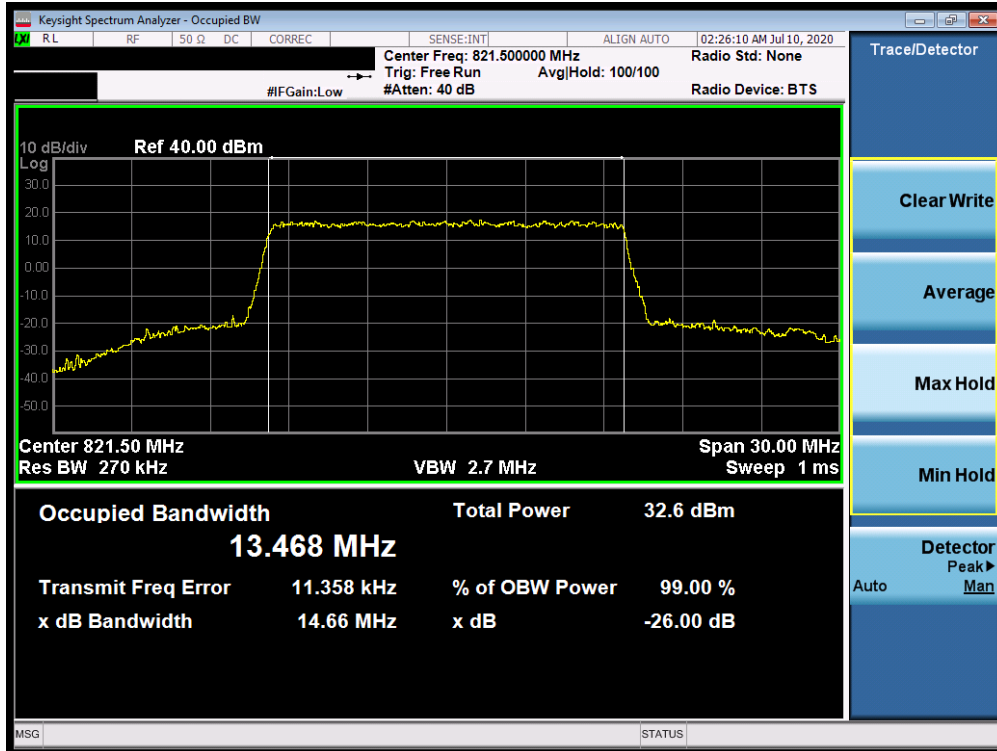 Keysight Spectrum Analyzer - Occupied BW
LXI RL RF 50 Ω DC CORREC SENSE:INT ALIGN AUTO 02:26:10 AM Jul 10, 2020
Center Freq: 821.500000 MHz Radio Std: None
Trig: Free Run Avg|Hold: 100/100
#IFGain:Low #Atten: 40 dB Radio Device: BTS
10 dB/div Ref 40.00 dBm
Log
30.0
20.0
10.0
0.00
-10.0
-20.0
-30.0
-40.0
-50.0
Center 821.50 MHz Span 30.00 MHz
Res BW 270 kHz VBW 2.7 MHz Sweep 1 ms
Occupied Bandwidth Total Power 32.6 dBm
13.468 MHz
Transmit Freq Error 11.358 kHz % of OBW Power 99.00 %
x dB Bandwidth 14.66 MHz x dB -26.00 dB
MSG STATUS
Trace/Detector
Clear Write
Average
Max Hold
Min Hold
Detector
Peak▶
Auto Man